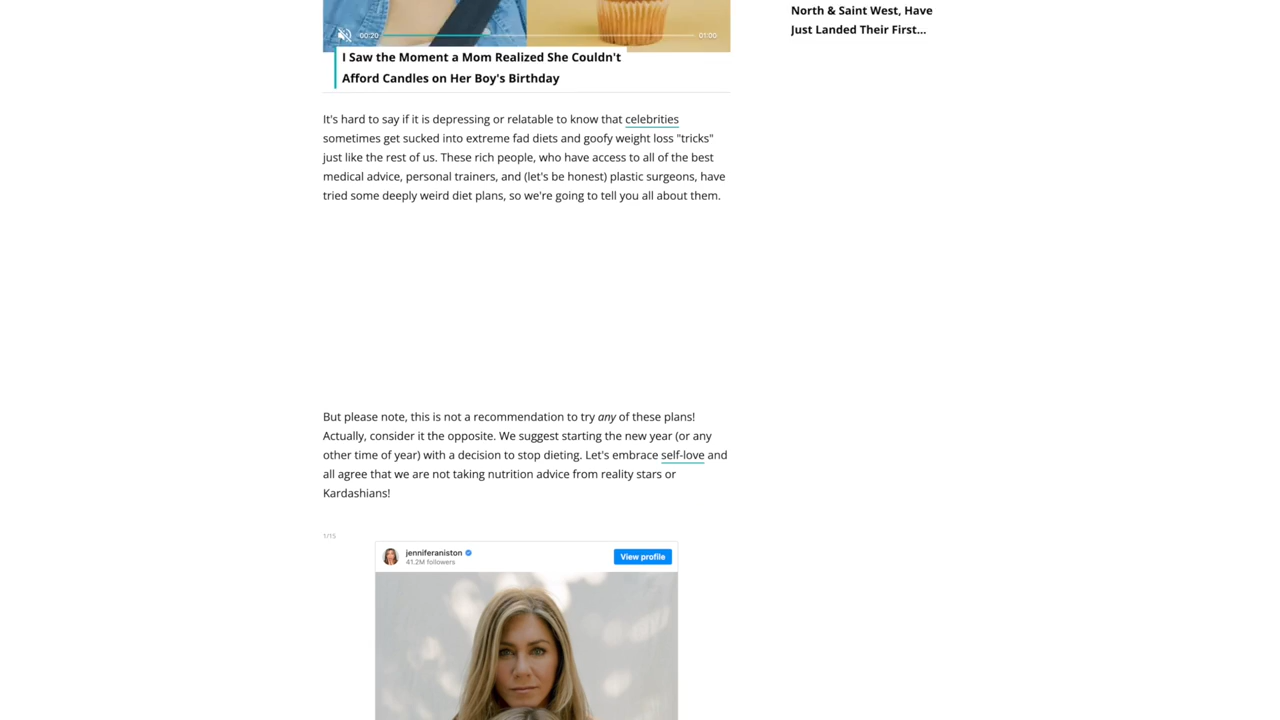 00:20
01:00
I Saw the Moment a Mom Realized She Couldn't
Afford Candles on Her Boy's Birthday
It's hard to say if it is depressing or relatable to know that celebrities
sometimes get sucked into extreme fad diets and goofy weight loss "tricks"
just like the rest of us. These rich people, who have access to all of the best
medical advice, personal trainers, and (let's be honest) plastic surgeons, have
tried some deeply weird diet plans, so we're going to tell you all about them.
But please note, this is not a recommendation to try any of these plans!
Actually, consider it the opposite. We suggest starting the new year (or any
other time of year) with a decision to stop dieting. Let's embrace self-love and
all agree that we are not taking nutrition advice from reality stars or
Kardashians!
1/15
jenniferaniston
41.2M followers
View profile
North & Saint West, Have
Just Landed Their First...